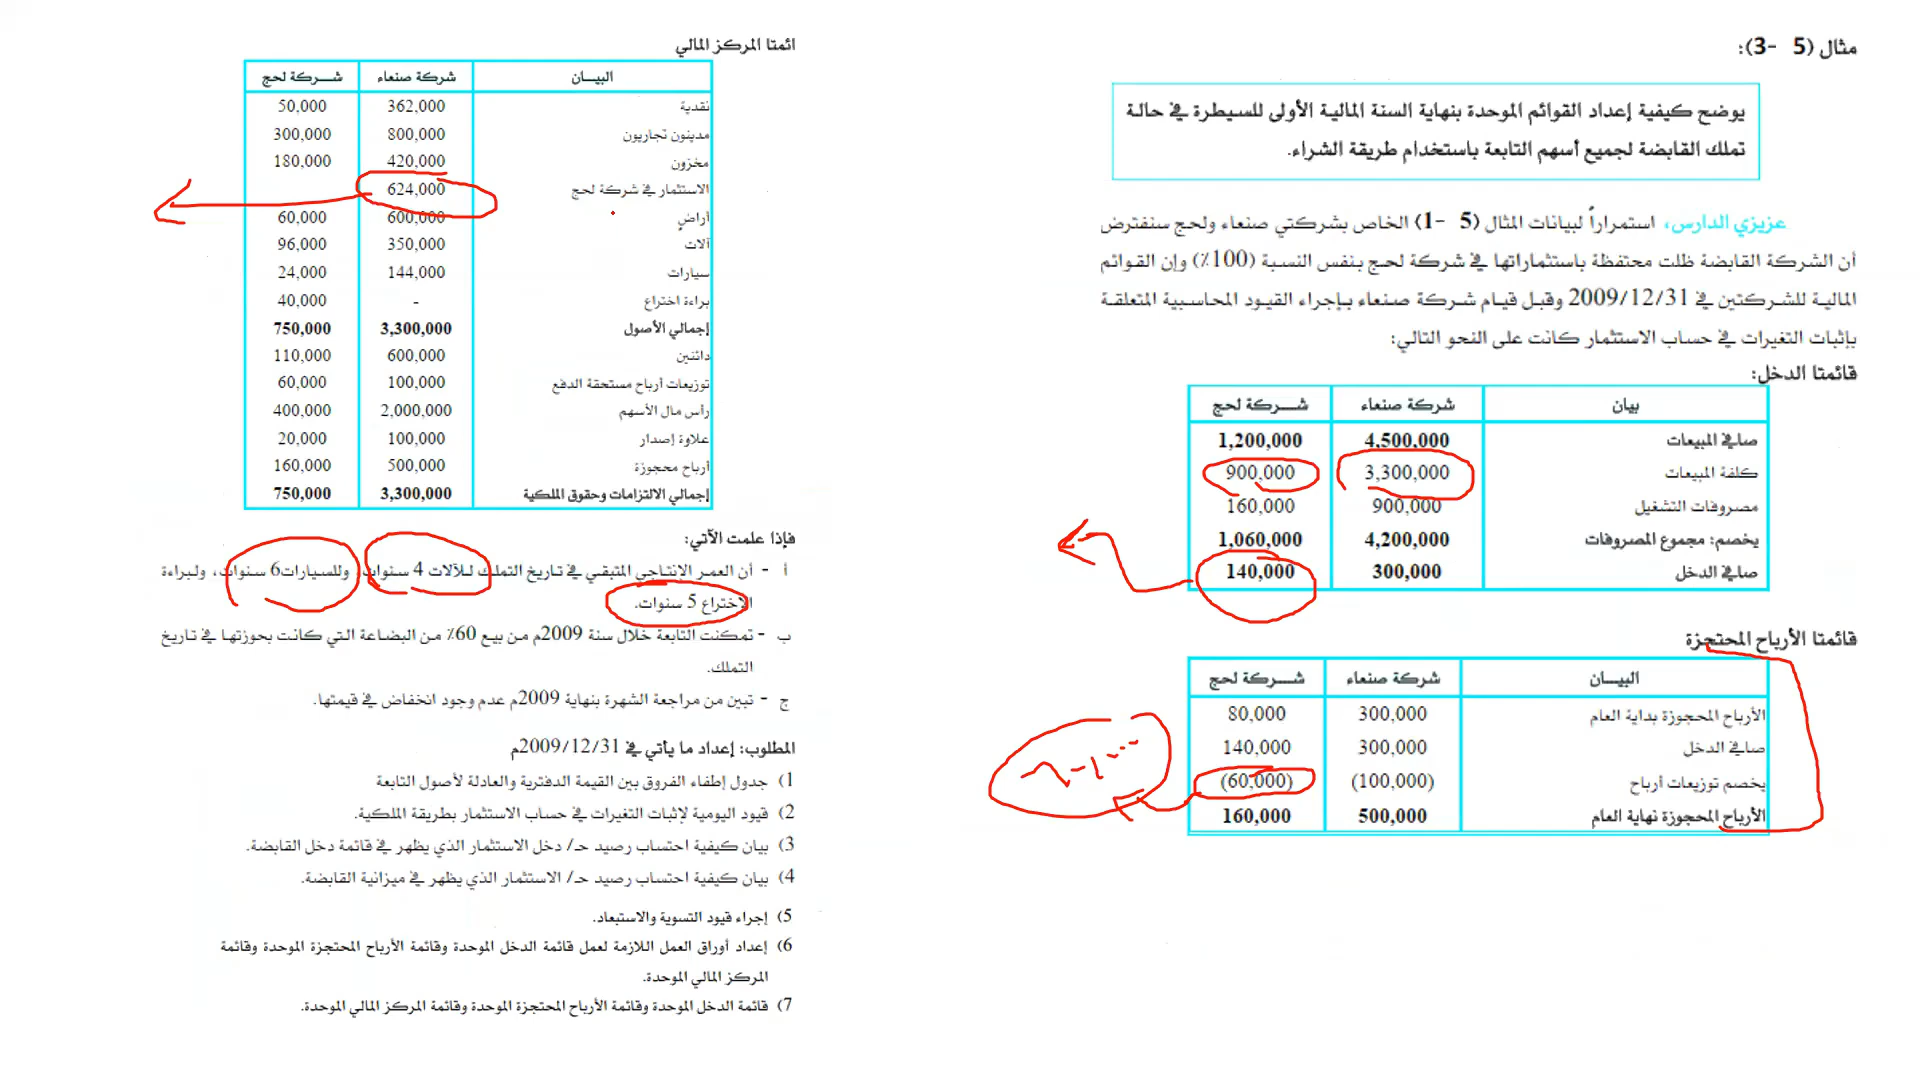 مثال (5 -3):
يوضح كيفية إعداد القوائم الموحدة بنهاية السنة المالية الأولى للسيطرة في حالة
تملك القابضة لجميع أسهم التابعة باستخدام طريقة الشراء.
عزيزي الدارس، استمراراً لبيانات المثال (5 -1) الخاص بشركتي صنعاء ولحج سنفترض
أن الشركة القابضة ظلت محتفظة باستثماراتها في شركة لحج بنفس النسبة (100٪) وإن القوائم
المالية للشركتين في 2009/12/31 وقبل قيام شركة صنعاء بإجراء القيود المحاسبية المتعلقة
بإثبات التغيرات في حساب الاستثمار كانت على النحو التالي:
قائمتا الدخل:
بيان شركة صنعاء شركة لحج
صافي المبيعات 4,500,000 1,200,000
كلفة المبيعات 3,300,000 900,000
مصروفات التشغيل 900,000 160,000
يخصم: مجموع المصروفات 4,200,000 1,060,000
صافي الدخل 300,000 140,000
قائمتا الأرباح المحتجزة
البيان شركة صنعاء شركة لحج
الأرباح المحجوزة بداية العام 300,000 80,000
صافي الدخل 300,000 140,000
يخصم توزيعات أرباح (100,000) (60,000)
الأرباح المحجوزة نهاية العام 500,000 160,000
ائمتا المركز المالي
البيان شركة صنعاء شركة لحج
نقدية 362,000 50,000
مدينون تجاريون 800,000 300,000
مخزون 420,000 180,000
الاستثمار في شركة لحج 624,000
أراضٍ 600,000 60,000
آلات 350,000 96,000
سيارات 144,000 24,000
براءة اختراع - 40,000
إجمالي الأصول 3,300,000 750,000
دائنين 600,000 110,000
توزيعات أرباح مستحقة الدفع 100,000 60,000
رأس مال الأسهم 2,000,000 400,000
علاوة إصدار 100,000 20,000
أرباح محجوزة 500,000 160,000
إجمالي الالتزامات وحقوق الملكية 3,300,000 750,000
فإذا علمت الآتي:
أ - أن العمر الإنتاجي المتبقي في تاريخ التملك للآلات 4 سنوات، وللسيارات6 سنوات، ولبراءة
الاختراع 5 سنوات.
ب - تمكنت التابعة خلال سنة 2009م من بيع 60٪ من البضاعة التي كانت بحوزتها في تاريخ
التملك.
ج - تبين من مراجعة الشهرة بنهاية 2009م عدم وجود انخفاض في قيمتها.
المطلوب: إعداد ما يأتي في 2009/12/31م
1) جدول إطفاء الفروق بين القيمة الدفترية والعادلة لأصول التابعة
2) قيود اليومية لإثبات التغيرات في حساب الاستثمار بطريقة الملكية.
3) بيان كيفية احتساب رصيد حـ/ دخل الاستثمار الذي يظهر في قائمة دخل القابضة.
4) بيان كيفية احتساب رصيد حـ/ الاستثمار الذي يظهر في ميزانية القابضة.
5) إجراء قيود التسوية والاستبعاد.
6) إعداد أوراق العمل اللازمة لعمل قائمة الدخل الموحدة وقائمة الأرباح المحتجزة الموحدة وقائمة
المركز المالي الموحدة.
7) قائمة الدخل الموحدة وقائمة الأرباح المحتجزة الموحدة وقائمة المركز المالي الموحدة.